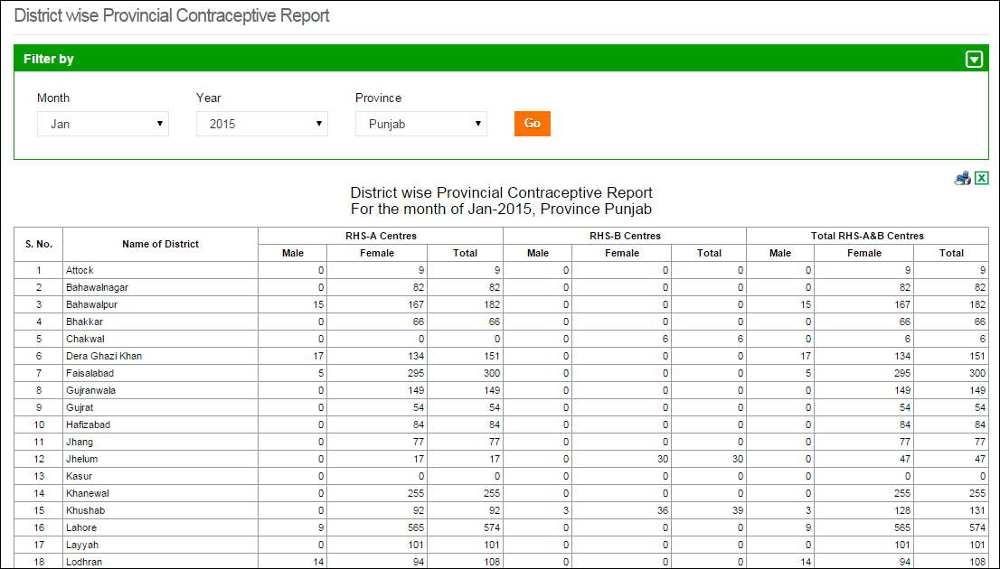 District wise Provincial Contraceptive Report
Filter by
Month Year Province
Jan 2015 Punjab Go
District wise Provincial Contraceptive Report
For the month of Jan-2015, Province Punjab
S. No. Name of District RHS-A Centres RHS-B Centres Total RHS-A&B Centres
Male Female Total Male Female Total Male Female Total
1 Attock 0 9 9 0 0 0 0 9 9
2 Bahawalnagar 0 82 82 0 0 0 0 82 82
3 Bahawalpur 15 167 182 0 0 0 15 167 182
4 Bhakkar 0 66 66 0 0 0 0 66 66
5 Chakwal 0 0 0 0 6 6 0 6 6
6 Dera Ghazi Khan 17 134 151 0 0 0 17 134 151
7 Faisalabad 5 295 300 0 0 0 5 295 300
8 Gujranwala 0 149 149 0 0 0 0 149 149
9 Gujrat 0 54 54 0 0 0 0 54 54
10 Hafizabad 0 84 84 0 0 0 0 84 84
11 Jhang 0 77 77 0 0 0 0 77 77
12 Jhelum 0 17 17 0 30 30 0 47 47
13 Kasur 0 0 0 0 0 0 0 0 0
14 Khanewal 0 255 255 0 0 0 0 255 255
15 Khushab 0 92 92 3 36 39 3 128 131
16 Lahore 9 565 574 0 0 0 9 565 574
17 Layyah 0 101 101 0 0 0 0 101 101
18 Lodhran 14 94 108 0 0 0 14 94 108